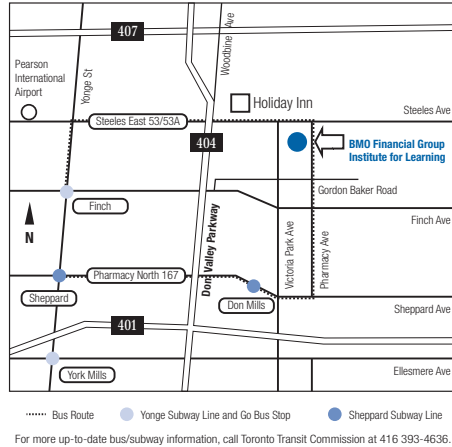 407
Woodbine Ave
Pearson
International
Airport
Yonge St
Holiday Inn
Steeles Ave
Steeles East 53/53A
404
BMO Financial Group
Institute for Learning
Gordon Baker Road
Finch
Finch Ave
N
Don Valley Parkway
Victoria Park Ave
Pharmacy Ave
Pharmacy North 167
Sheppard
Don Mills
Sheppard Ave
401
York Mills
Ellesmere Ave
Bus Route
Yonge Subway Line and Go Bus Stop
Sheppard Subway Line
For more up-to-date bus/subway information, call Toronto Transit Commission at 416 393-4636.